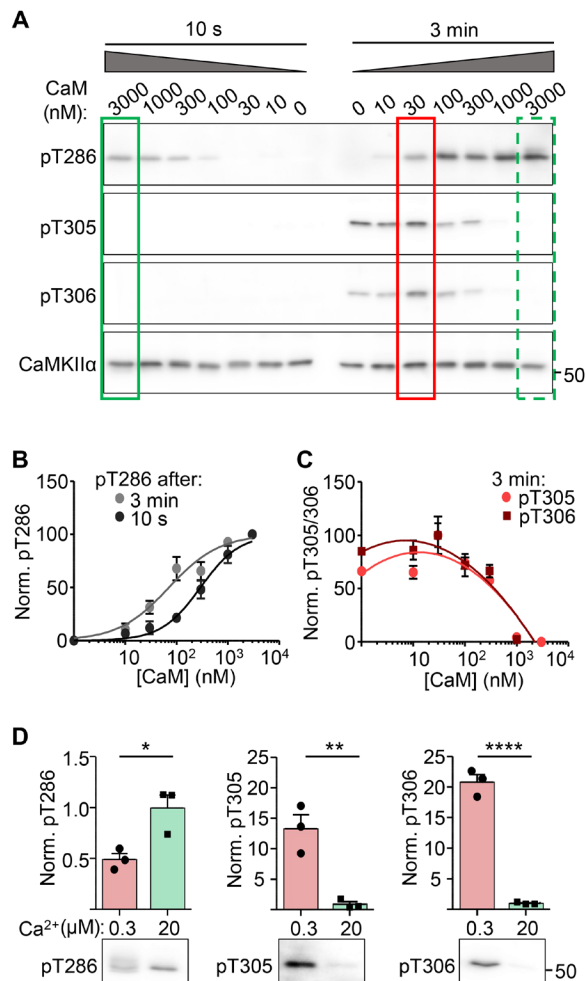 A
10 s 3 min
CaM (nM): 3000 1000 300 100 30 10 0 0 10 30 100 300 1000 3000
pT286
pT305
pT306
CaMKIIα
50
B
pT286 after:
3 min
10 s
Norm. pT286
150
100
50
0
10 10² 10³ 10⁴
[CaM] (nM)
C
3 min:
pT305
pT306
Norm. pT305/306
150
100
50
0
10 10² 10³ 10⁴
[CaM] (nM)
D
*
Norm. pT286
1.5
1.0
0.5
Ca²⁺(μM): 0.3 20
pT286
**
Norm. pT305
25
20
15
10
5
0.3 20
pT305
****
Norm. pT306
25
20
15
10
5
0.3 20
pT306
50